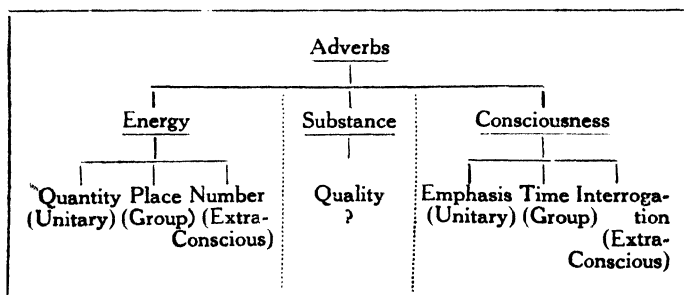 Adverbs
Energy Substance Consciousness
Quantity Place Number Quality Emphasis Time Interroga-
(Unitary) (Group) (Extra- ? (Unitary) (Group) tion
Conscious) (Extra-
Conscious)